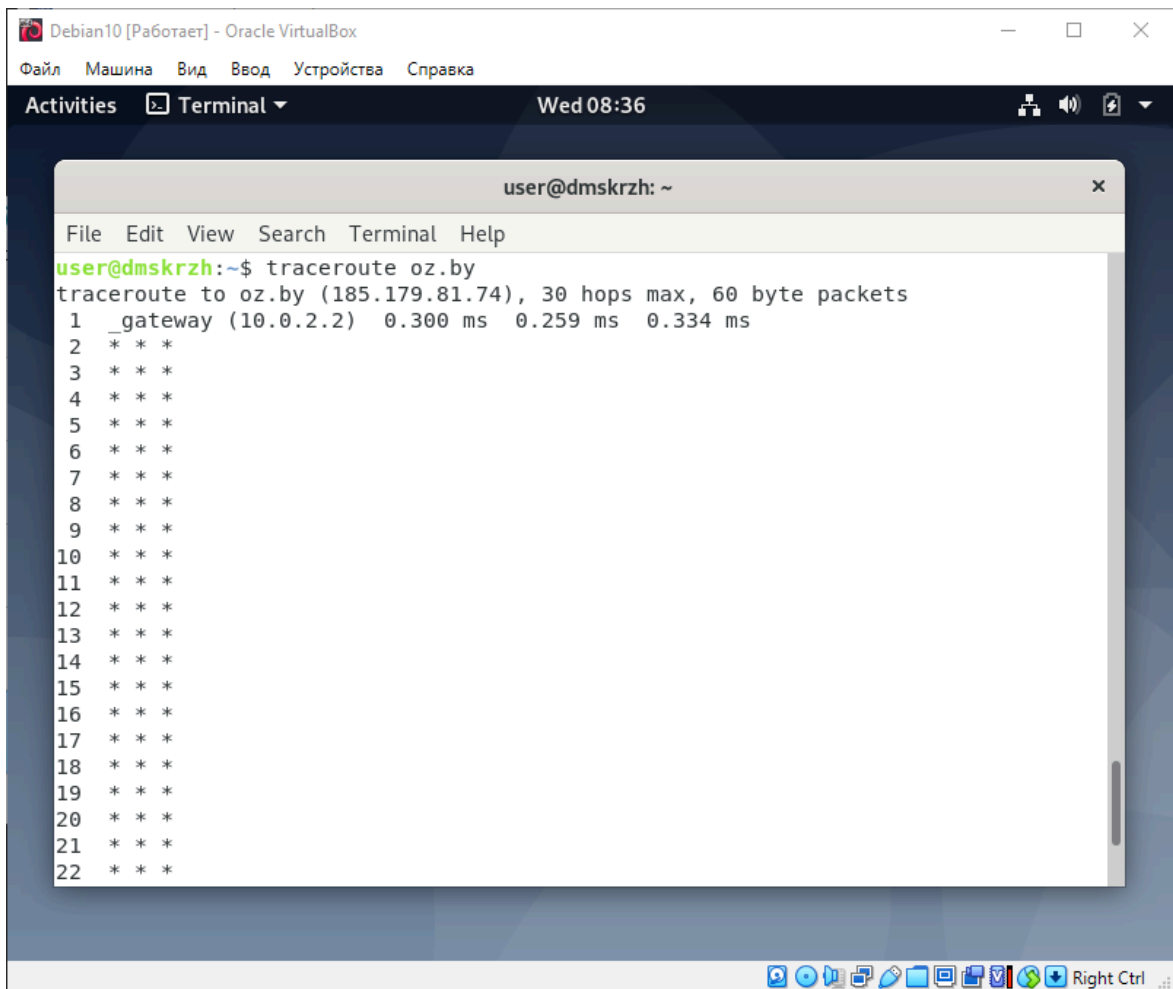 Debian10 [Работает] - Oracle VirtualBox
Файл Машина Вид Ввод Устройства Справка
Activities Terminal Wed 08:36
user@dmskrzh: ~
File Edit View Search Terminal Help
user@dmskrzh:~$ traceroute oz.by
traceroute to oz.by (185.179.81.74), 30 hops max, 60 byte packets
1 _gateway (10.0.2.2) 0.300 ms 0.259 ms 0.334 ms
2 * * *
3 * * *
4 * * *
5 * * *
6 * * *
7 * * *
8 * * *
9 * * *
10 * * *
11 * * *
12 * * *
13 * * *
14 * * *
15 * * *
16 * * *
17 * * *
18 * * *
19 * * *
20 * * *
21 * * *
22 * * *
Right Ctrl